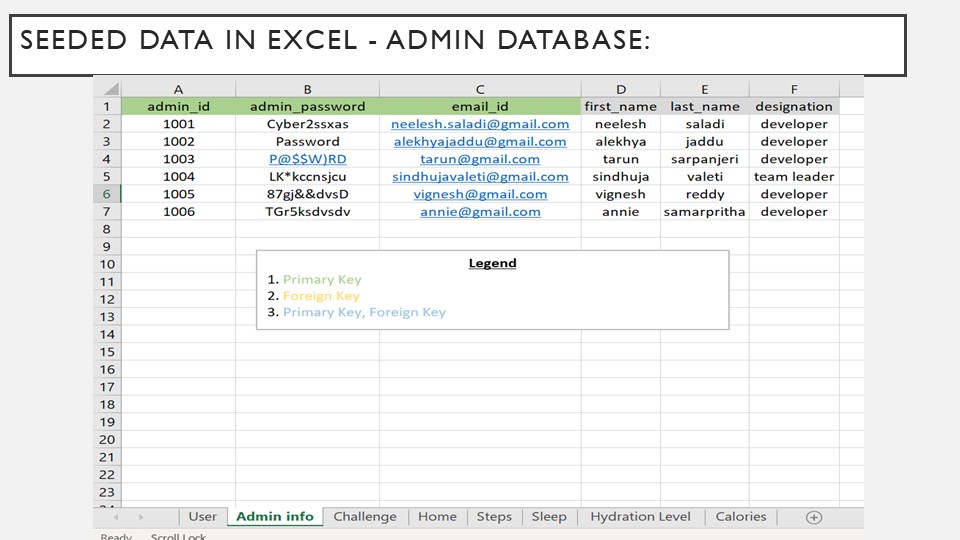 SEEDED DATA IN EXCEL - ADMIN DATABASE:
A B C D E F
1 admin_id admin_password email_id first_name last_name designation
2 1001 Cyber2ssxas neelesh.saladi@gmail.com neelesh saladi developer
3 1002 Password alekhyajaddu@gmail.com alekhya jaddu developer
4 1003 P@$$W)RD tarun@gmail.com tarun sarpanjeri developer
5 1004 LK*kccnsjcu sindhujavaleti@gmail.com sindhuja valeti team leader
6 1005 87gj&&dvsD vignesh@gmail.com vignesh reddy developer
7 1006 TGr5ksdvsdv annie@gmail.com annie samarpritha developer
8
9
10 Legend
11 1. Primary Key
12 2. Foreign Key
13 3. Primary Key, Foreign Key
14
15
16
17
18
19
20
21
22
23
24
User Admin info Challenge Home Steps Sleep Hydration Level Calories
Ready Scroll Lock